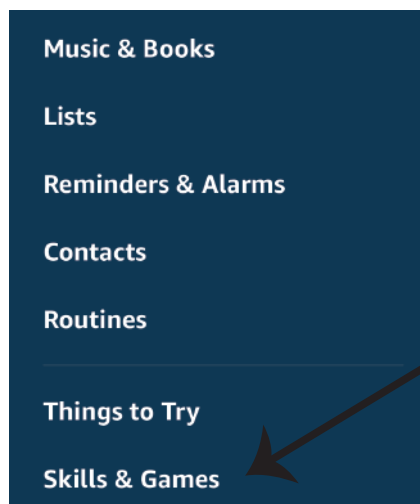 Music & Books
Lists
Reminders & Alarms
Contacts
Routines
Things to Try
Skills & Games